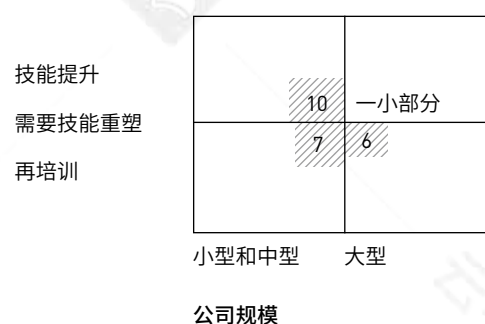 技能提升
10 一小部分
需要技能重塑
7 6
再培训
小型和中型 大型
公司规模